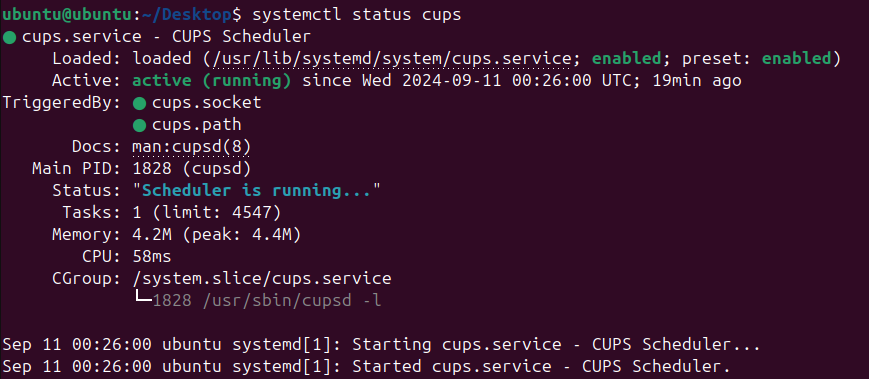 ubuntu@ubuntu:~/Desktop$ systemctl status cups
● cups.service - CUPS Scheduler
     Loaded: loaded (/usr/lib/systemd/system/cups.service; enabled; preset: enabled)
     Active: active (running) since Wed 2024-09-11 00:26:00 UTC; 19min ago
TriggeredBy: ● cups.socket
             ● cups.path
       Docs: man:cupsd(8)
   Main PID: 1828 (cupsd)
     Status: "Scheduler is running..."
      Tasks: 1 (limit: 4547)
     Memory: 4.2M (peak: 4.4M)
        CPU: 58ms
     CGroup: /system.slice/cups.service
             └─1828 /usr/sbin/cupsd -l

Sep 11 00:26:00 ubuntu systemd[1]: Starting cups.service - CUPS Scheduler...
Sep 11 00:26:00 ubuntu systemd[1]: Started cups.service - CUPS Scheduler.